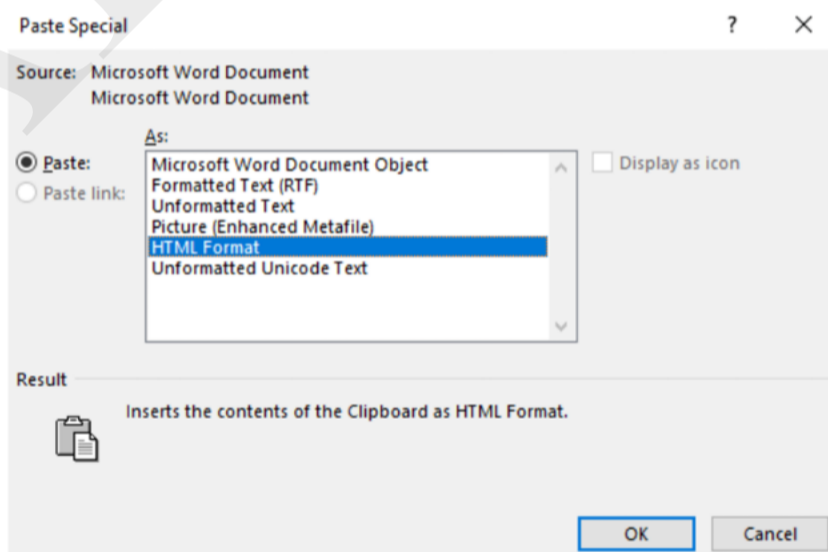 Paste Special ?
Source: Microsoft Word Document
Microsoft Word Document
As:
Paste:
Paste link:
Microsoft Word Document Object
Formatted Text (RTF)
Unformatted Text
Picture (Enhanced Metafile)
HTML Format
Unformatted Unicode Text
Display as icon
Result
Inserts the contents of the Clipboard as HTML Format.
OK Cancel